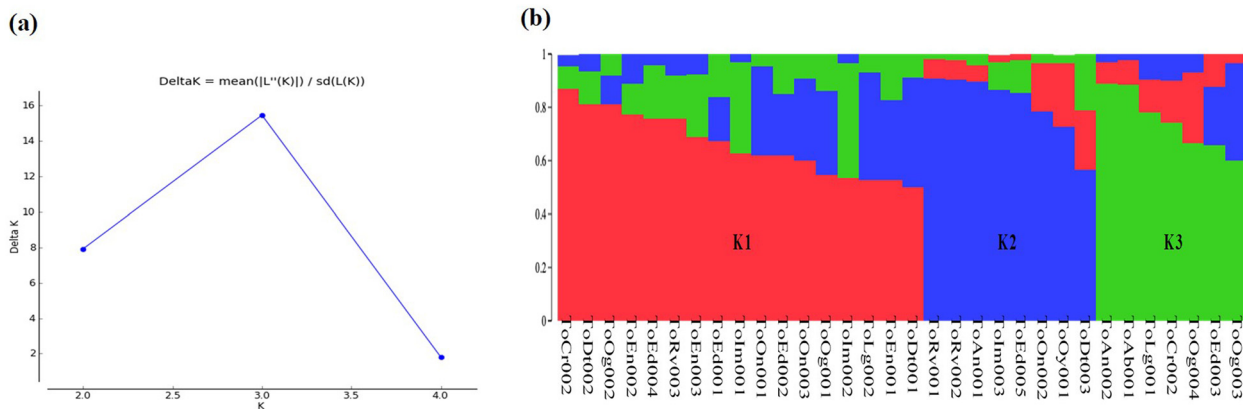 (a)
DeltaK = mean(|L''(K)|) / sd(L(K))
16
14
12
10
8
6
4
2
Delta K
2.0 2.5 3.0 3.5 4.0
K
(b)
1
0.8
0.6
0.4
0.2
0
K1 K2 K3
ToCr002
ToDt002
ToOg002
ToEn002
ToEd004
ToRv003
ToEn003
ToEd001
ToIm001
ToOn001
ToEd002
ToOn003
ToOg001
ToIm002
ToLg002
ToEn001
ToDt001
ToRv001
ToRv002
ToAn001
ToIm003
ToEd005
ToOn002
ToOy001
ToDt003
ToAn002
ToAb001
ToLg001
ToCr002
ToOg004
ToEd003
ToOg003